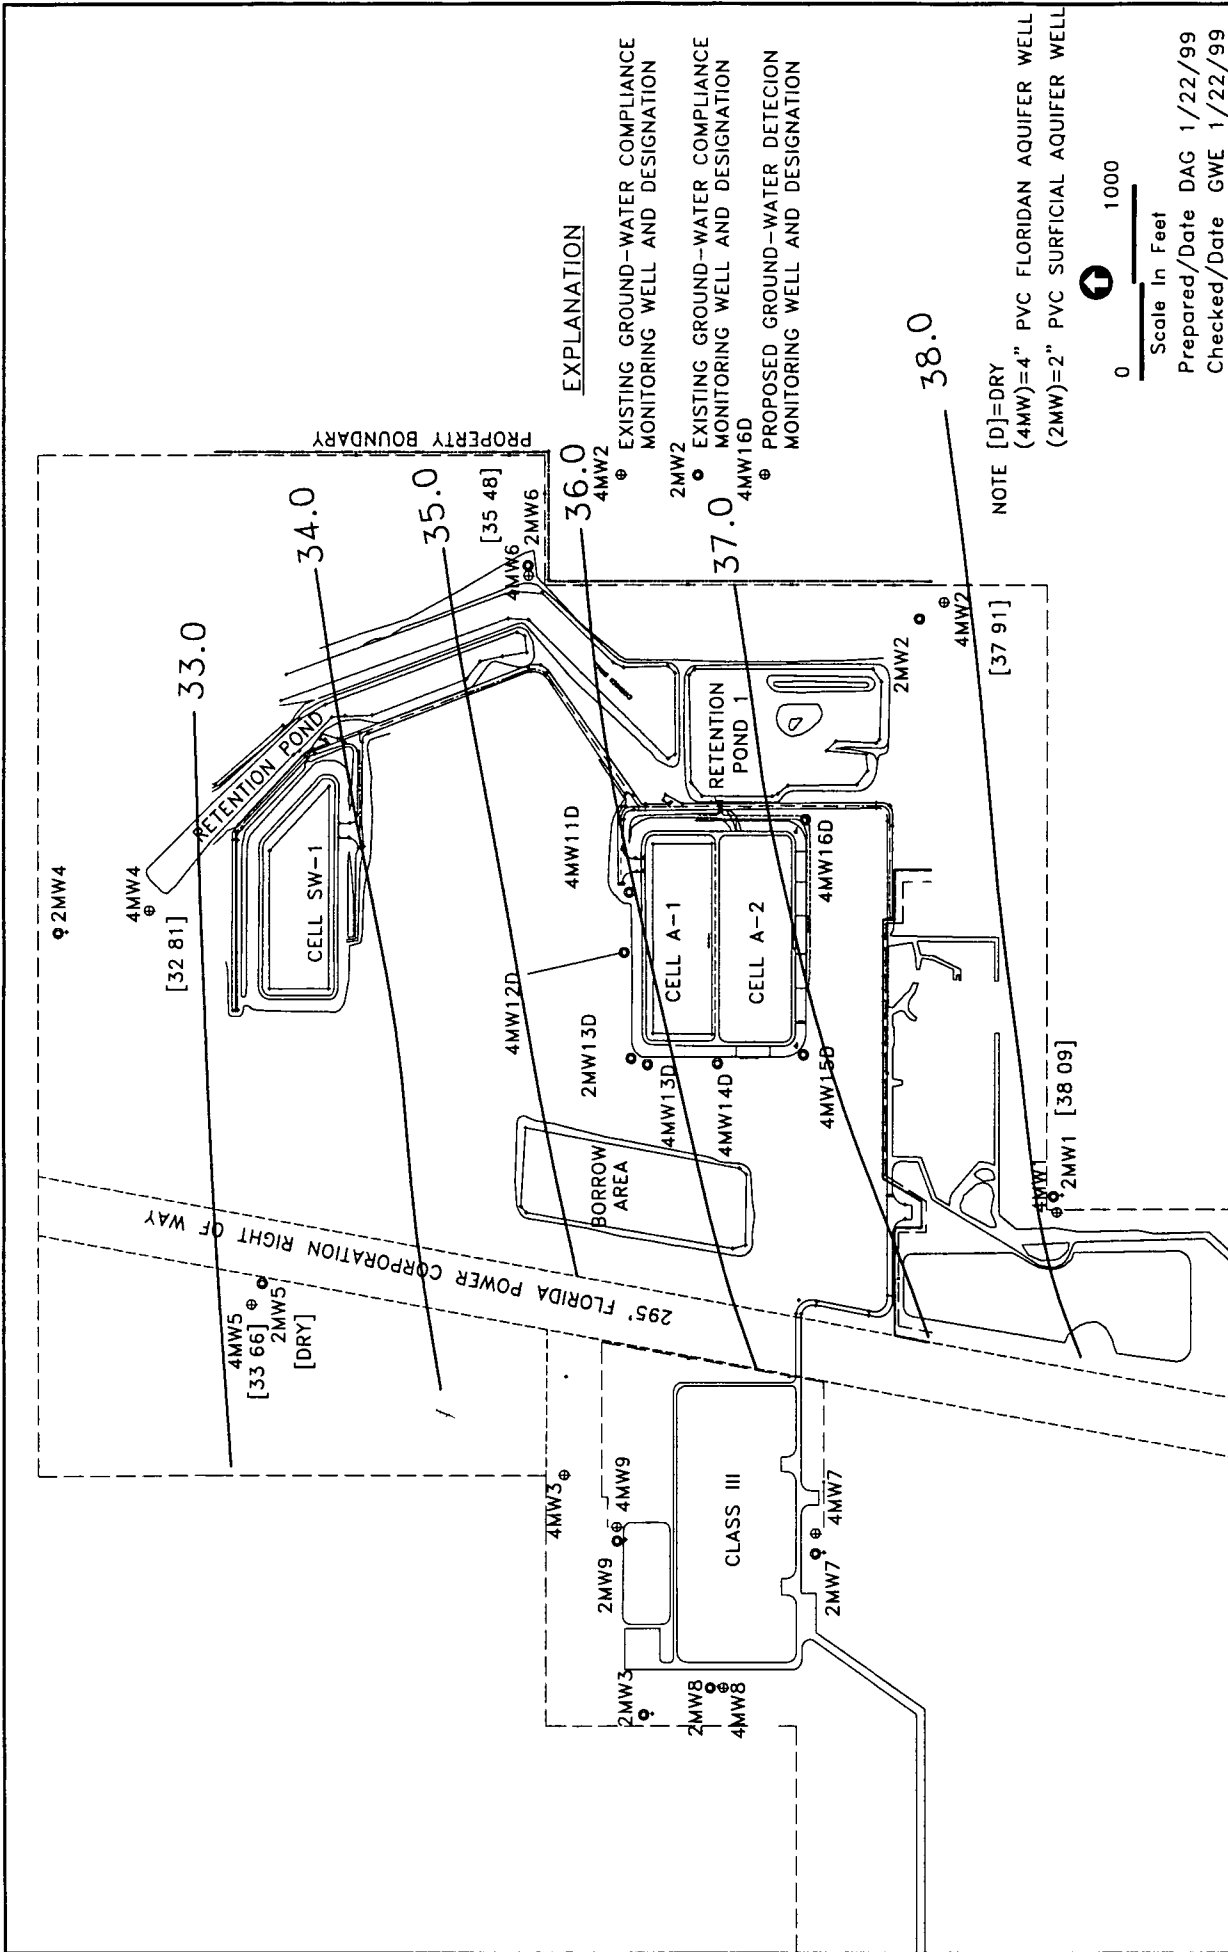 2MW4
4MW4
[32 81]
33.0
RETENTION POND
CELL SW-1
34.0
PROPERTY BOUNDARY
35.0
[35 48]
4MW6
2MW6
36.0
37.0
38.0
295' FLORIDA POWER CORPORATION RIGHT OF WAY
4MW5
[33 66]
2MW5
[DRY]
4MW12D
4MW11D
2MW13D
4MW13D
4MW14D
4MW15D
4MW16D
CELL A-1
CELL A-2
RETENTION
POND 1
BORROW
AREA
2MW2
4MW2
[37 91]
4MW1
2MW1 [38 09]
4MW3
2MW9
4MW9
CLASS III
2MW3
2MW8
4MW8
2MW7
4MW7
EXPLANATION
4MW2
EXISTING GROUND-WATER COMPLIANCE
MONITORING WELL AND DESIGNATION
2MW2
EXISTING GROUND-WATER COMPLIANCE
MONITORING WELL AND DESIGNATION
4MW16D
PROPOSED GROUND-WATER DETECION
MONITORING WELL AND DESIGNATION
NOTE [D]=DRY
(4MW)=4" PVC FLORIDAN AQUIFER WELL
(2MW)=2" PVC SURFICIAL AQUIFER WELL
0 1000
Scale In Feet
Prepared/Date DAG 1/22/99
Checked/Date GWE 1/22/99